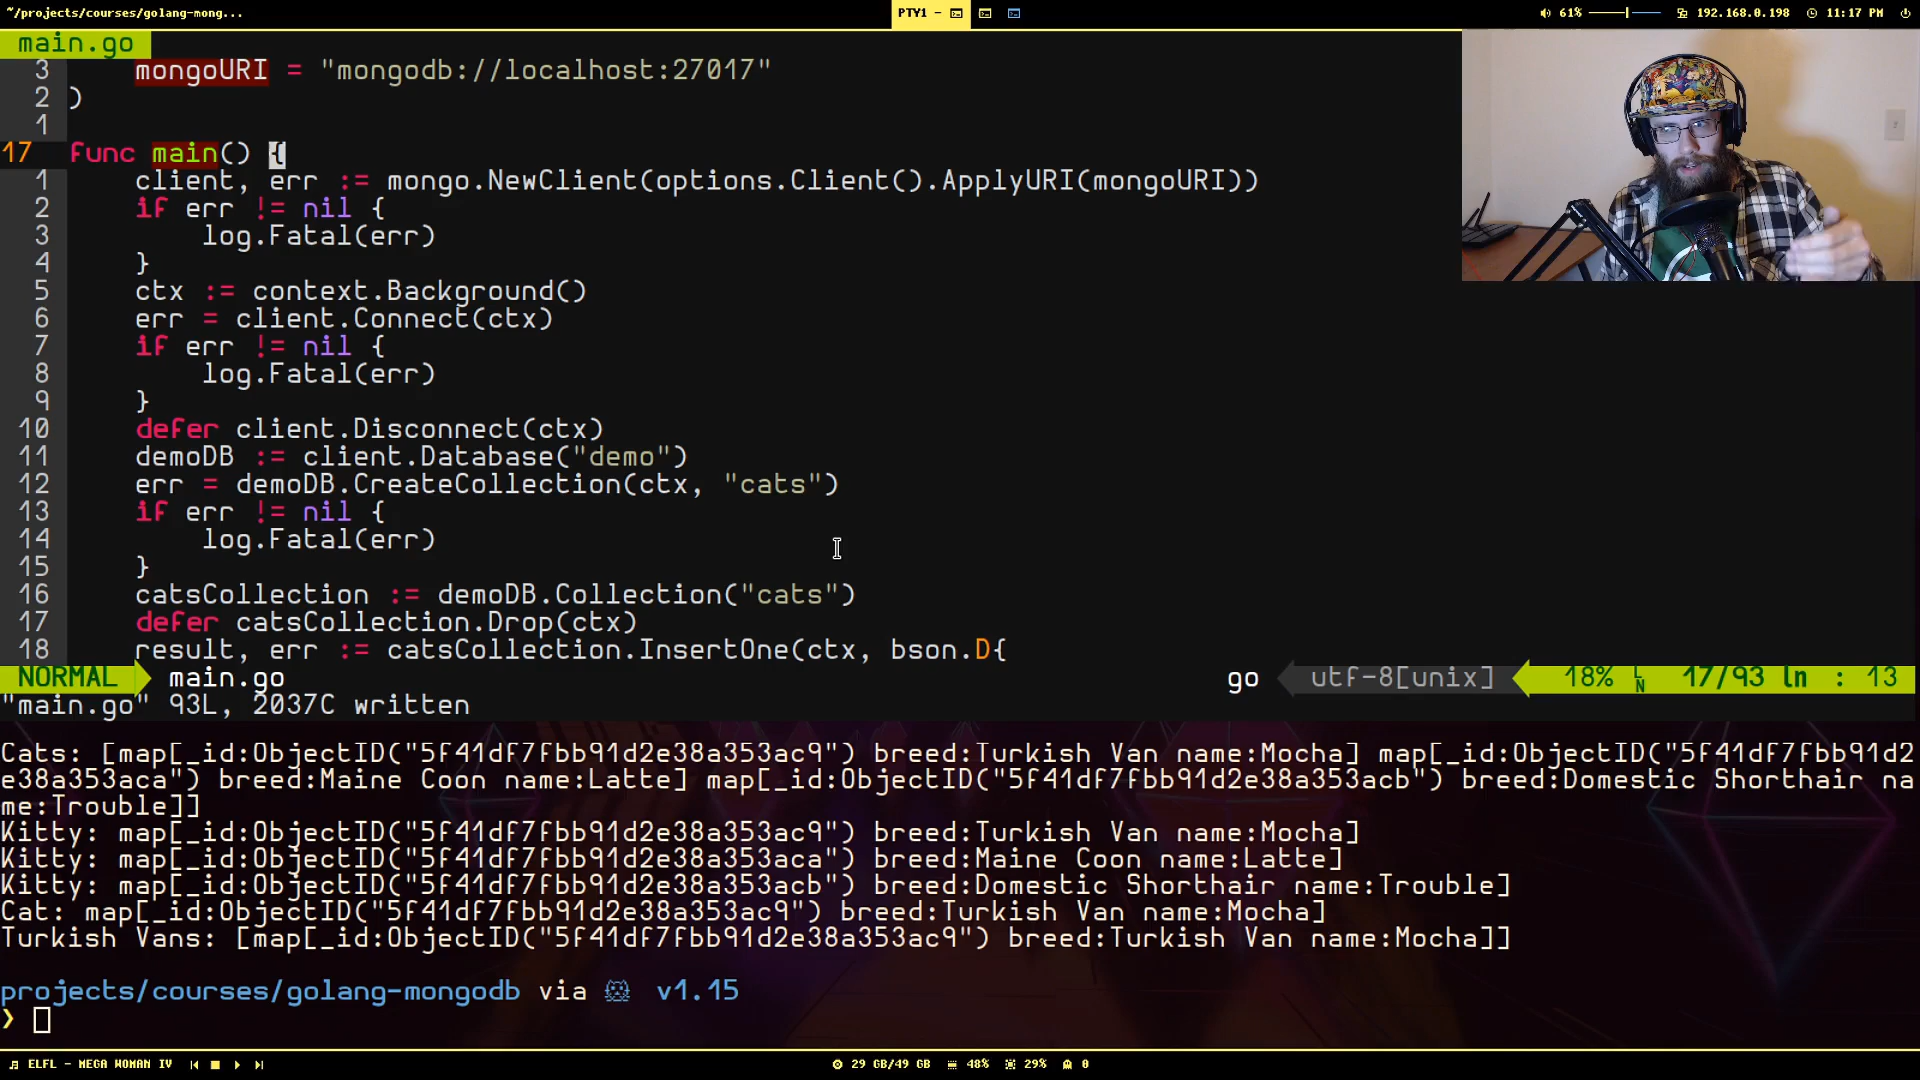 ~/projects/courses/golang-mong...
PTY1 -
61%
192.168.0.198
11:17 PM
main.go
3 mongoURI = "mongodb://localhost:27017"
2 )
1
17 func main() {
1 client, err := mongo.NewClient(options.Client().ApplyURI(mongoURI))
2 if err != nil {
3 log.Fatal(err)
4 }
5 ctx := context.Background()
6 err = client.Connect(ctx)
7 if err != nil {
8 log.Fatal(err)
9 }
10 defer client.Disconnect(ctx)
11 demoDB := client.Database("demo")
12 err = demoDB.CreateCollection(ctx, "cats")
13 if err != nil {
14 log.Fatal(err)
15 }
16 catsCollection := demoDB.Collection("cats")
17 defer catsCollection.Drop(ctx)
18 result, err := catsCollection.InsertOne(ctx, bson.D{
NORMAL main.go go utf-8[unix] 18% LN 17/93 ln : 13
"main.go" 93L, 2037C written
Cats: [map[_id:ObjectID("5f41df7fbb91d2e38a353ac9") breed:Turkish Van name:Mocha] map[_id:ObjectID("5f41df7fbb91d2
e38a353aca") breed:Maine Coon name:Latte] map[_id:ObjectID("5f41df7fbb91d2e38a353acb") breed:Domestic Shorthair na
me:Trouble]]
Kitty: map[_id:ObjectID("5f41df7fbb91d2e38a353ac9") breed:Turkish Van name:Mocha]
Kitty: map[_id:ObjectID("5f41df7fbb91d2e38a353aca") breed:Maine Coon name:Latte]
Kitty: map[_id:ObjectID("5f41df7fbb91d2e38a353acb") breed:Domestic Shorthair name:Trouble]
Cat: map[_id:ObjectID("5f41df7fbb91d2e38a353ac9") breed:Turkish Van name:Mocha]
Turkish Vans: [map[_id:ObjectID("5f41df7fbb91d2e38a353ac9") breed:Turkish Van name:Mocha]]
projects/courses/golang-mongodb via v1.15
❯
ELFL - MEGA WOMAN IV
29 GB/49 GB
48%
29%
0